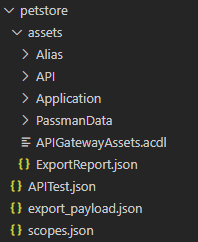 petstore
assets
Alias
API
Application
PassmanData
APIGatewayAssets.acdl
{} ExportReport.json
{} APITest.json
{} export_payload.json
{} scopes.json